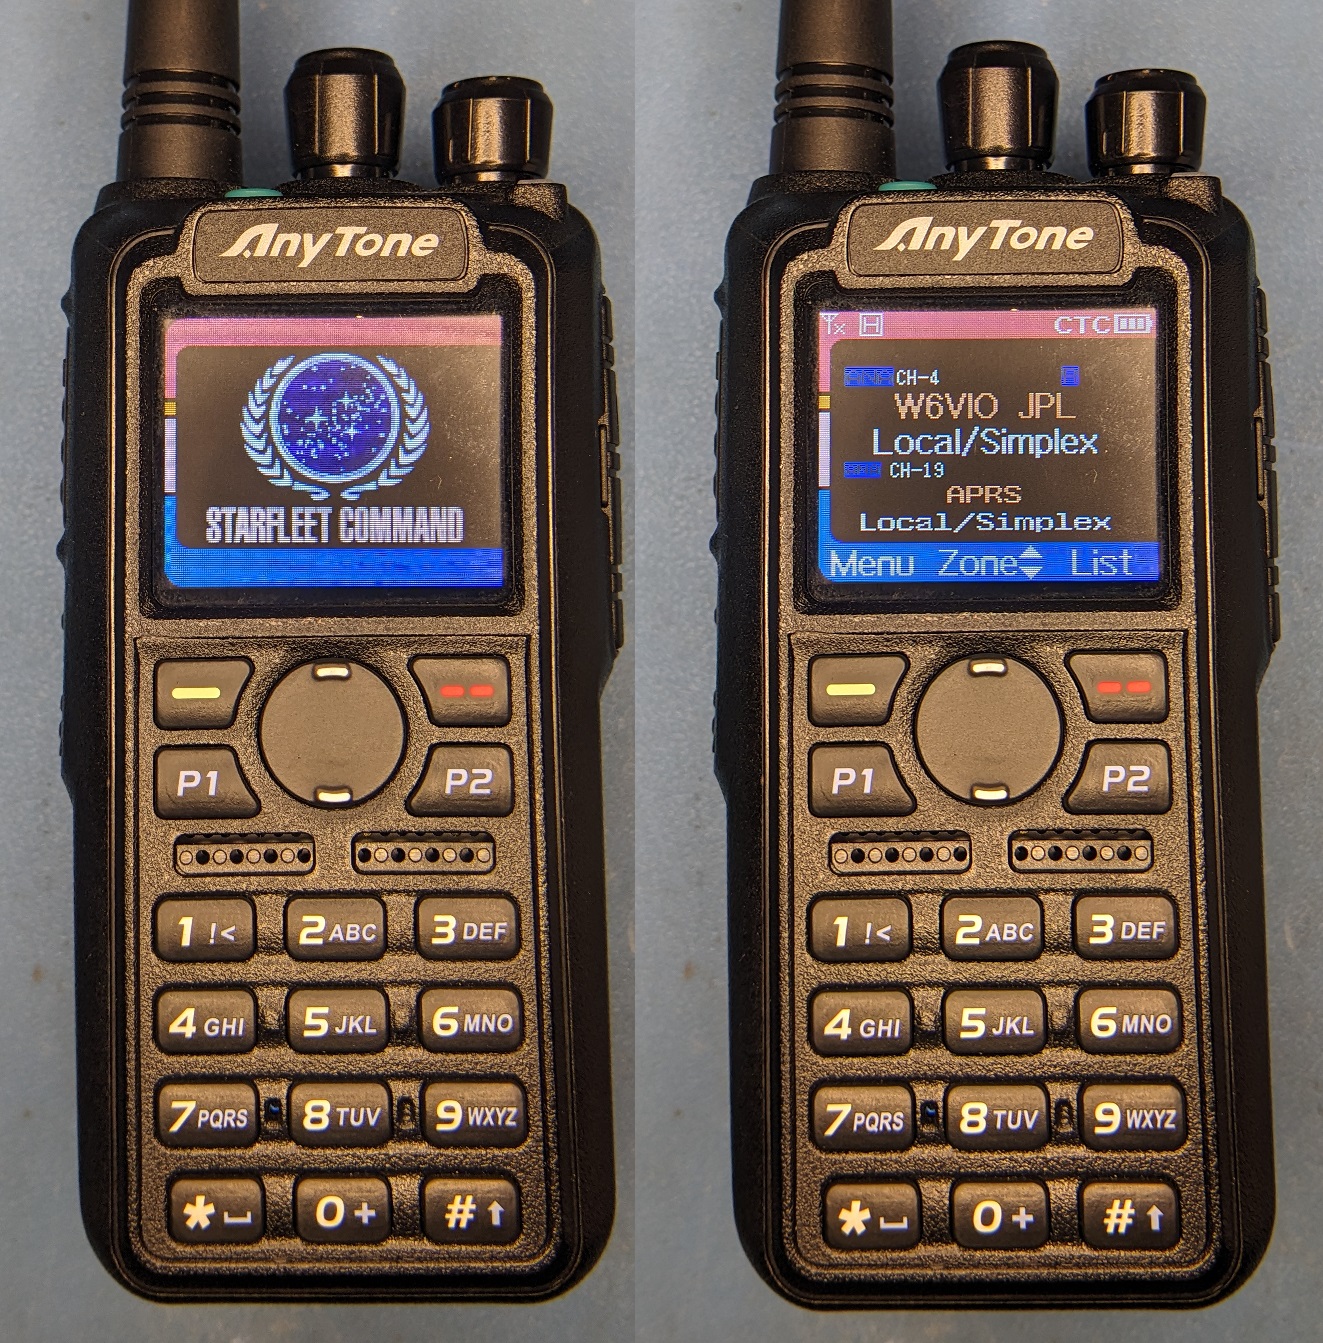 AnyTone
STARFLEET COMMAND
P1 P2
1 !< 2 ABC 3 DEF
4 GHI 5 JKL 6 MNO
7 PQRS 8 TUV 9 WXYZ
* ⎵ 0 + # ↑
AnyTone
Tx H CTC
CH-4
W6VIO JPL
Local/Simplex
CH-19
APRS
Local/Simplex
Menu Zone List
P1 P2
1 !< 2 ABC 3 DEF
4 GHI 5 JKL 6 MNO
7 PQRS 8 TUV 9 WXYZ
* ⎵ 0 + # ↑